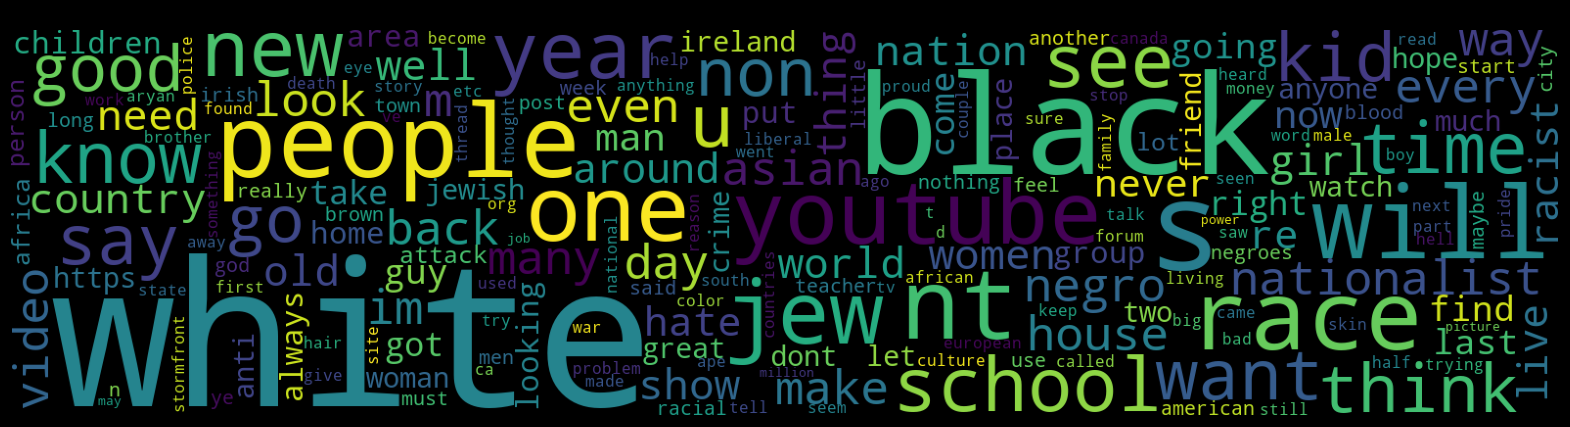 children
good
new
area
become
year
ireland
help
non
thing
nation
see
another
canada
going
kid
read
hope
start
way
city
police
well
look
eye
death
story
etc
week
anything
proud
come
couple
stop
heard
money
anyone
every
person
work
aryan
found
irish
town
m
ve
post
even
put
little
place
sure
family
friend
now
blood
much
racist
long
need
brother
people
thread
thought
man
u
liberal
went
black
lot
word
male
girl
boy
time
know
something
around
asian
ago
nothing
feel
never
seen
watch
africa
country
really
take
jewish
org
one
reason
youtube
t
d
talk
forum
s
power
right
saw
re
will
next
part
maybe
pride
hell
say
away
go
brown
home
back
job
attack
national
many
day
crime
world
women
group
negroes
https
god
state
first
old
guy
used
said
south
countries
teacher
tv
african
negro
living
nationalist
video
white
always
im
looking
try
color
war
hate
jew
nt
keep
house
two
big
came
race
skin
find
picture
live
stormfront
anti
hair
site
got
men
great
dont
let
european
culture
use
called
want
bad
last
half
trying
n
may
ye
give
woman
ca
must
problem
made
show
ape
million
make
school
american
still
think
racial
tell
seem